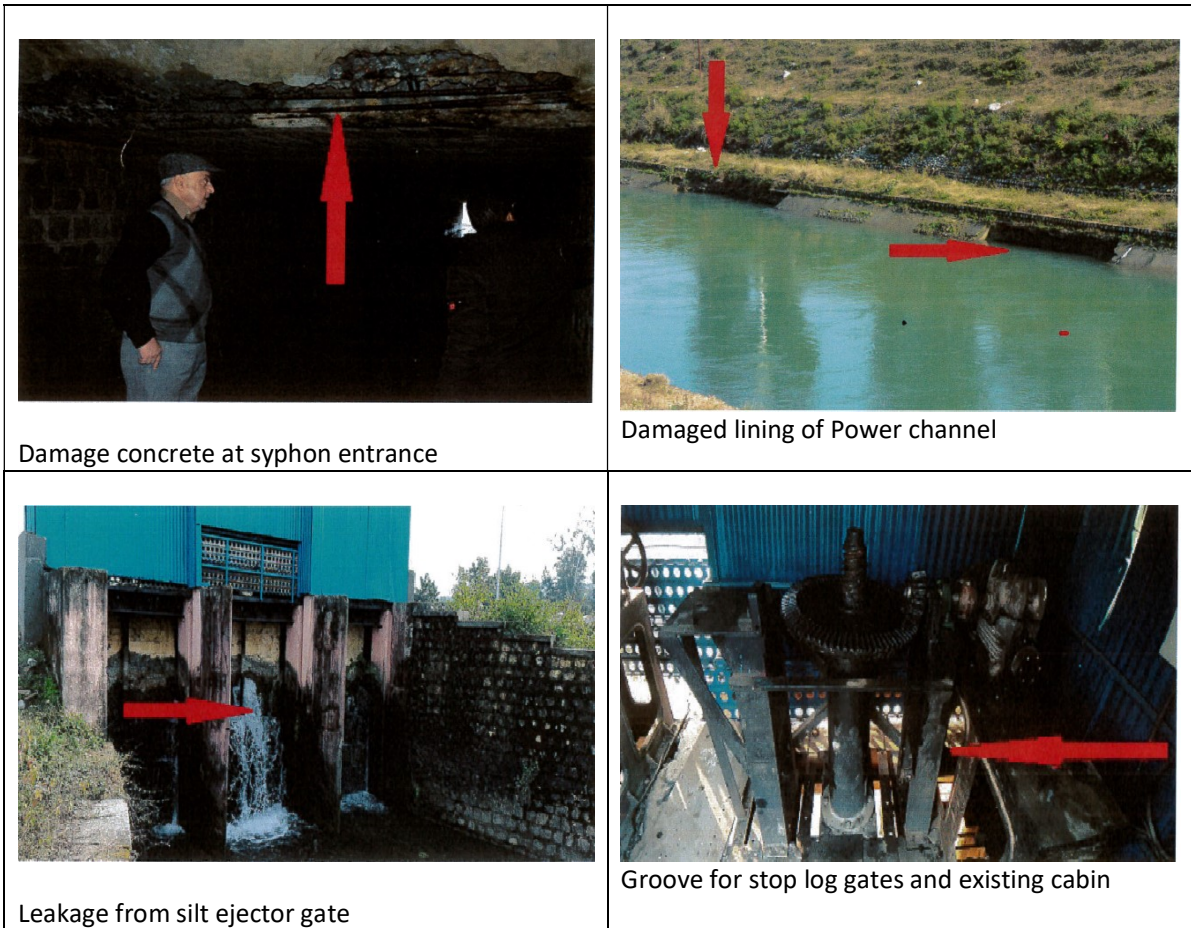 Damage concrete at syphon entrance
Damaged lining of Power channel
Leakage from silt ejector gate
Groove for stop log gates and existing cabin